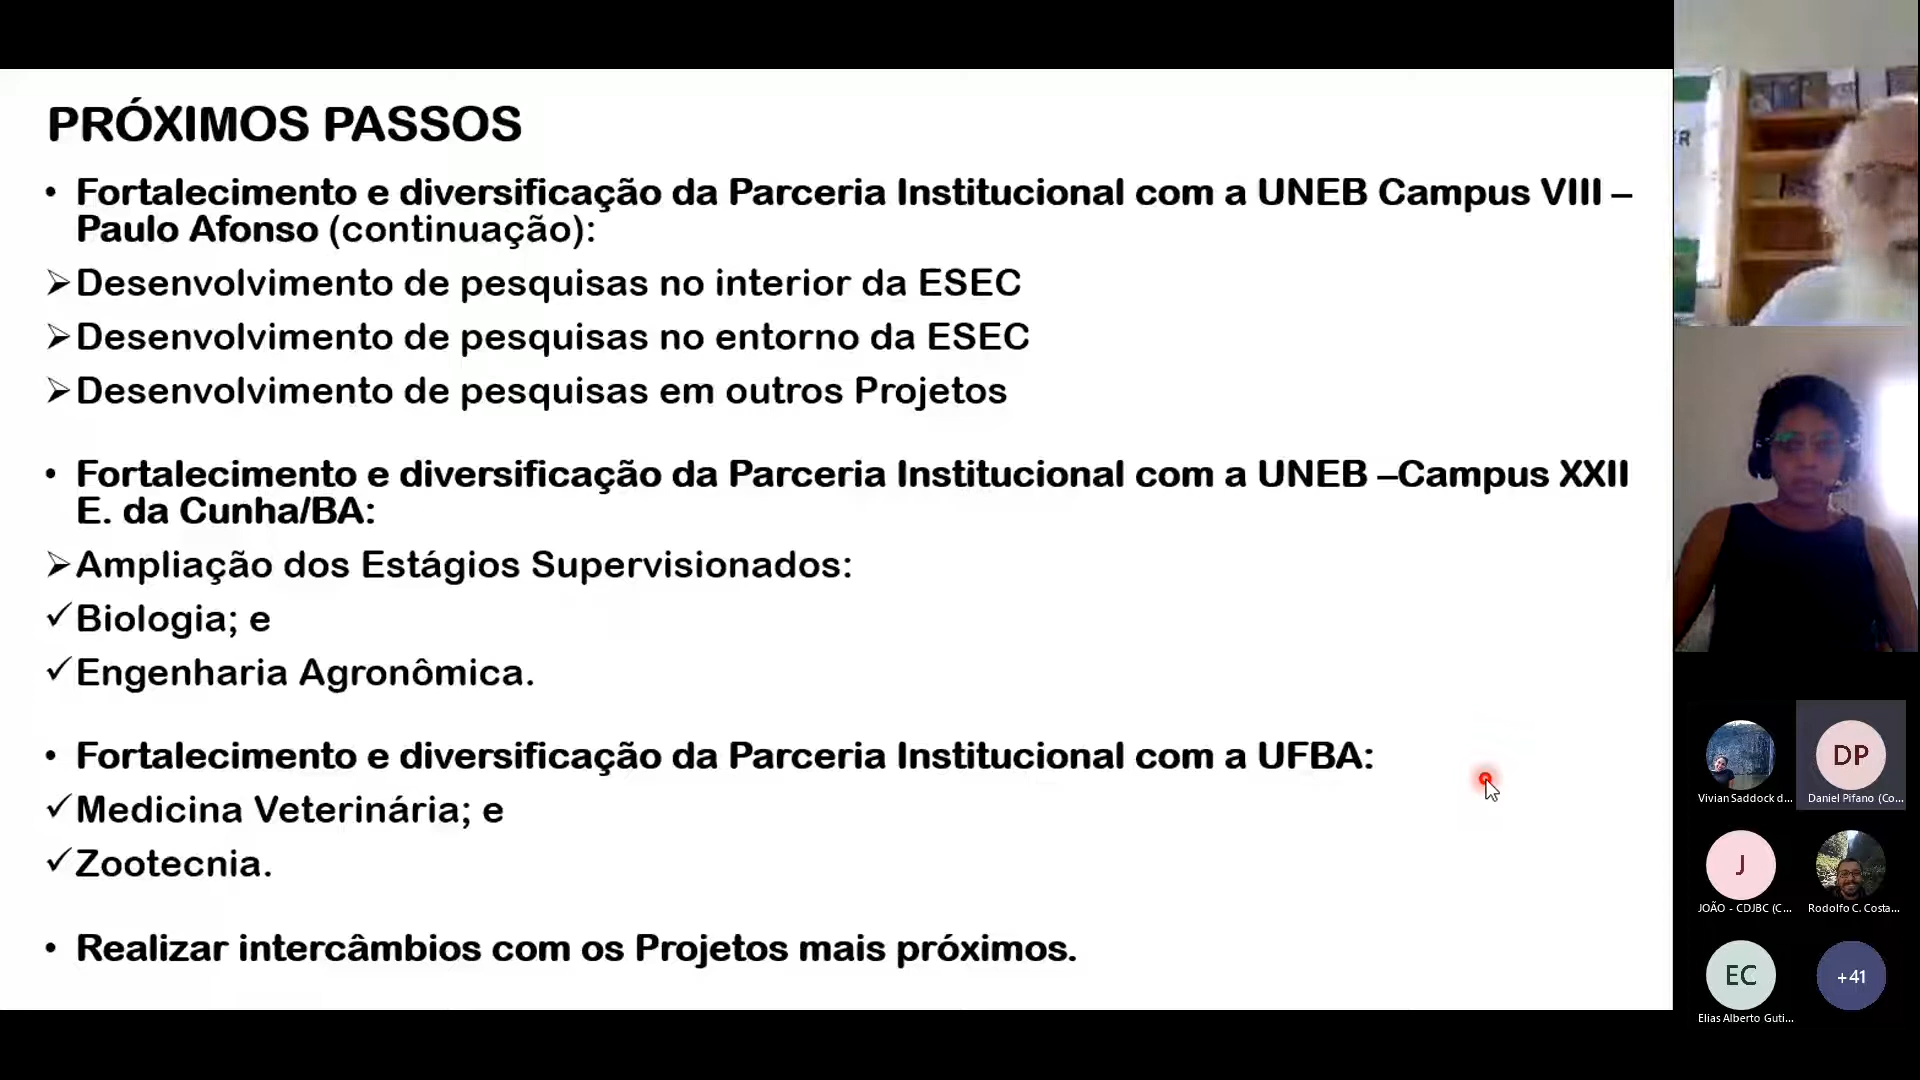 PRÓXIMOS PASSOS
• Fortalecimento e diversificação da Parceria Institucional com a UNEB Campus VIII –
Paulo Afonso (continuação):
➢Desenvolvimento de pesquisas no interior da ESEC
➢Desenvolvimento de pesquisas no entorno da ESEC
➢Desenvolvimento de pesquisas em outros Projetos
• Fortalecimento e diversificação da Parceria Institucional com a UNEB –Campus XXII
E. da Cunha/BA:
➢Ampliação dos Estágios Supervisionados:
✓Biologia; e
✓Engenharia Agronômica.
• Fortalecimento e diversificação da Parceria Institucional com a UFBA:
✓Medicina Veterinária; e
✓Zootecnia.
• Realizar intercâmbios com os Projetos mais próximos.
ER
DP
Vivian Saddock d...
Daniel Pifano (Co...
J
JOÃO - CDJBC (C...
Rodolfo C. Costa...
EC
+41
Elias Alberto Guti...